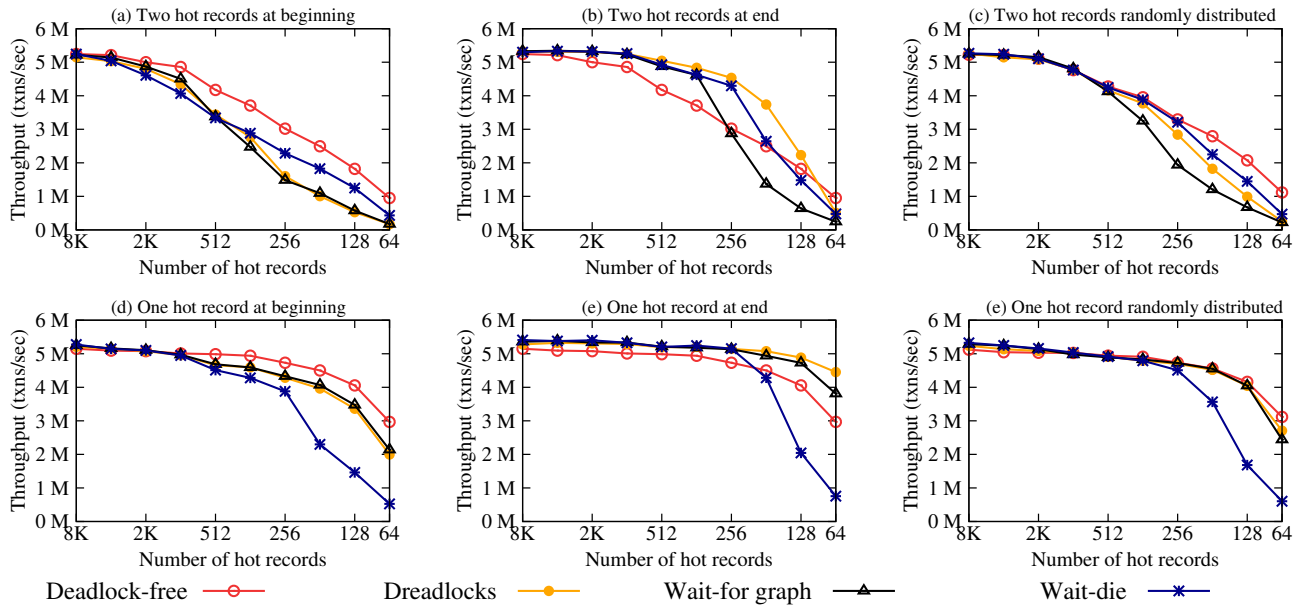 (a) Two hot records at beginning
Throughput (txns/sec)
6 M
5 M
4 M
3 M
2 M
1 M
0 M
8K 2K 512 256 128 64
Number of hot records
(b) Two hot records at end
Throughput (txns/sec)
6 M
5 M
4 M
3 M
2 M
1 M
0 M
8K 2K 512 256 128 64
Number of hot records
(c) Two hot records randomly distributed
Throughput (txns/sec)
6 M
5 M
4 M
3 M
2 M
1 M
0 M
8K 2K 512 256 128 64
Number of hot records
(d) One hot record at beginning
Throughput (txns/sec)
6 M
5 M
4 M
3 M
2 M
1 M
0 M
8K 2K 512 256 128 64
Number of hot records
(e) One hot record at end
Throughput (txns/sec)
6 M
5 M
4 M
3 M
2 M
1 M
0 M
8K 2K 512 256 128 64
Number of hot records
(e) One hot record randomly distributed
Throughput (txns/sec)
6 M
5 M
4 M
3 M
2 M
1 M
0 M
8K 2K 512 256 128 64
Number of hot records
Deadlock-free Dreadlocks Wait-for graph Wait-die